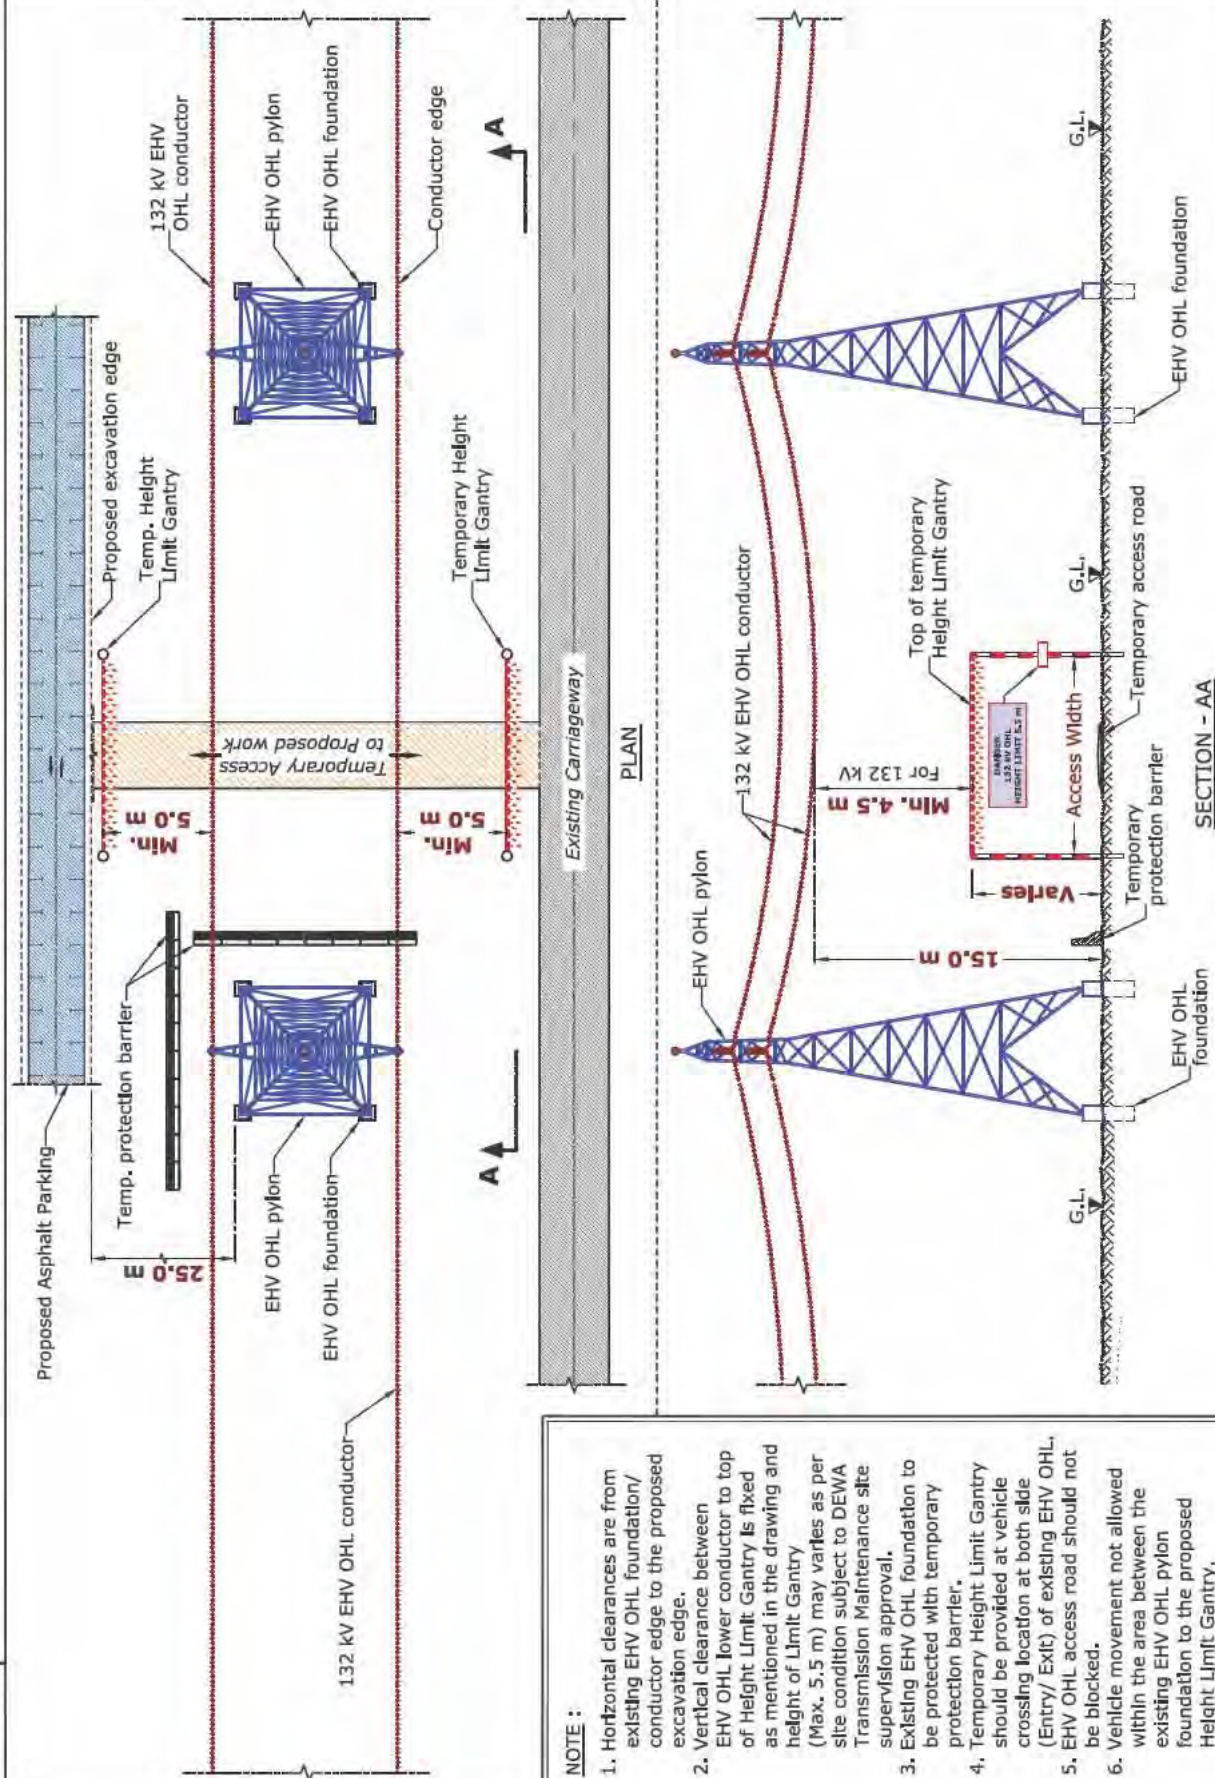 Proposed Asphalt Parking
Proposed excavation edge
132 kV EHV
OHL conductor
Temp. Height
Limit Gantry
EHV OHL pylon
EHV OHL foundation
Conductor edge
Temp. protection barrier
Min.
5.0 m
Temporary Access
to Proposed work
Min.
5.0 m
25.0 m
Temporary Height
Limit Gantry
EHV OHL pylon
EHV OHL foundation
132 kV EHV OHL conductor
A
A
Existing Carriageway
PLAN
EHV OHL pylon
132 kV EHV OHL conductor
Top of temporary
Height Limit Gantry
Min. 4.5 m
For 132 kV
DANGER
132 KV OHL
HEIGHT LIMIT 5.5 M
15.0 m
Varies
Access Width
G.L.
G.L.
G.L.
Temporary
protection barrier
Temporary access road
EHV OHL
foundation
EHV OHL foundation
SECTION - AA
NOTE :
1. Horizontal clearances are from
existing EHV OHL foundation/
conductor edge to the proposed
excavation edge.
2. Vertical clearance between
EHV OHL lower conductor to top
of Height Limit Gantry is fixed
as mentioned in the drawing and
height of Limit Gantry
(Max. 5.5 m) may varies as per
site condition subject to DEWA
Transmission Maintenance site
supervision approval.
3. Existing EHV OHL foundation to
be protected with temporary
protection barrier.
4. Temporary Height Limit Gantry
should be provided at vehicle
crossing location at both side
(Entry/ Exit) of existing EHV OHL.
5. EHV OHL access road should not
be blocked.
6. Vehicle movement not allowed
within the area between the
existing EHV OHL pylon
foundation to the proposed
Height Limit Gantry.